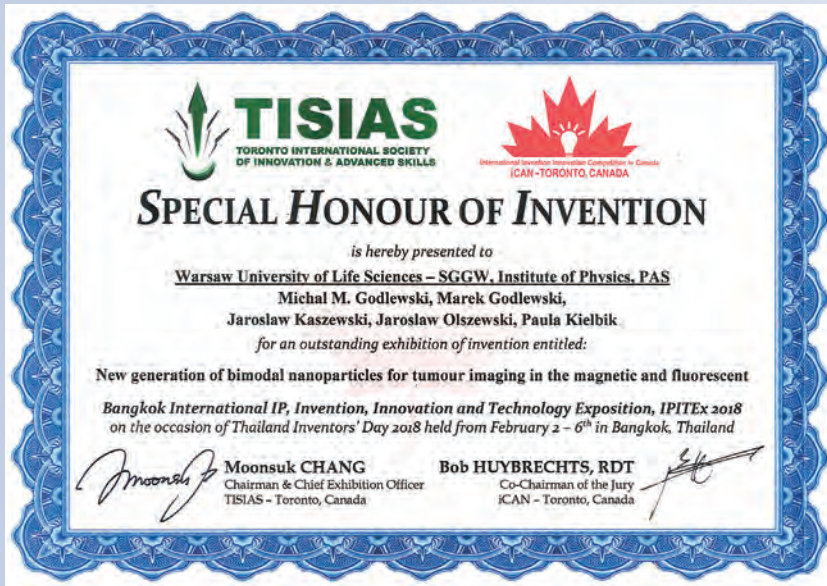 TISIAS
TORONTO INTERNATIONAL SOCIETY
OF INNOVATION & ADVANCED SKILLS
International Invention Innovation Competition in Canada
iCAN -TORONTO, CANADA
SPECIAL HONOUR OF INVENTION
is hereby presented to
Warsaw University of Life Sciences – SGGW, Institute of Physics, PAS
Michal M. Godlewski, Marek Godlewski,
Jaroslaw Kaszewski, Jaroslaw Olszewski, Paula Kielbik
for an outstanding exhibition of invention entitled:
New generation of bimodal nanoparticles for tumour imaging in the magnetic and fluorescent
Bangkok International IP, Invention, Innovation and Technology Exposition, IPITEx 2018
on the occasion of Thailand Inventors' Day 2018 held from February 2 – 6th in Bangkok, Thailand
Moonsuk CHANG
Chairman & Chief Exhibition Officer
TISIAS – Toronto, Canada
Bob HUYBRECHTS, RDT
Co-Chairman of the Jury
iCAN – Toronto, Canada